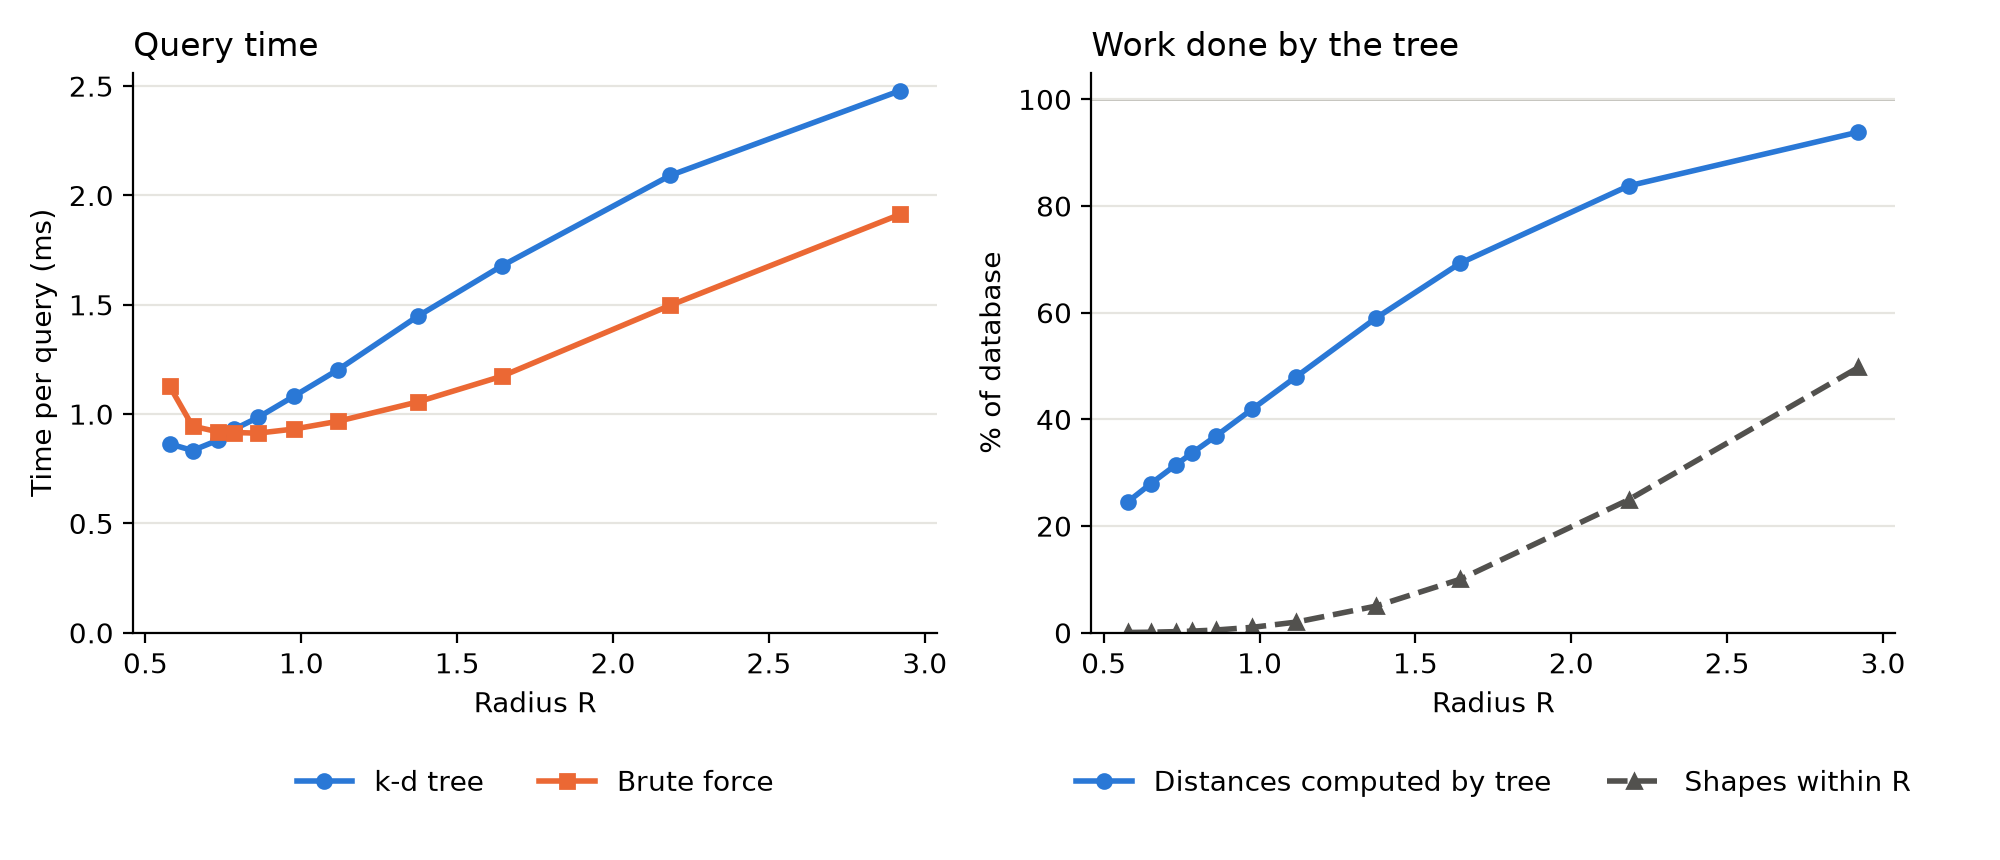 Query time
Time per query (ms)
2.5
2.0
1.5
1.0
0.5
0.0
0.5 1.0 1.5 2.0 2.5 3.0
Radius R
k-d tree Brute force
Work done by the tree
% of database
100
80
60
40
20
0
0.5 1.0 1.5 2.0 2.5 3.0
Radius R
Distances computed by tree Shapes within R